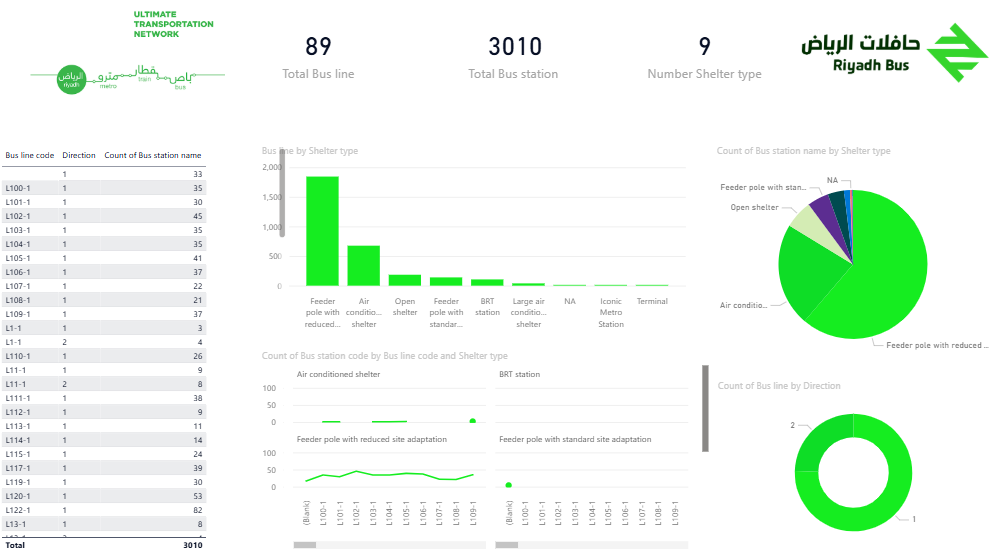 ULTIMATE
TRANSPORTATION
NETWORK
الرياض
riyadh
مترو
metro
قطار
train
باص
bus
89
Total Bus line
3010
Total Bus station
9
Number Shelter type
حافلات الرياض
Riyadh Bus
Bus line code Direction Count of Bus station name
1 33
L100-1 1 35
L101-1 1 30
L102-1 1 45
L103-1 1 35
L104-1 1 35
L105-1 1 41
L106-1 1 37
L107-1 1 22
L108-1 1 21
L109-1 1 37
L1-1 1 3
L1-1 2 4
L110-1 1 26
L11-1 1 9
L11-1 2 8
L111-1 1 38
L112-1 1 9
L113-1 1 11
L114-1 1 14
L115-1 1 24
L117-1 1 39
L119-1 1 30
L120-1 1 53
L122-1 1 82
L13-1 1 8
Total 3010
Bus line by Shelter type
2,000
1,500
1,000
500
0
Feeder
pole with
reduced...
Air
conditio...
shelter
Open
shelter
Feeder
pole with
standar...
BRT
station
Large air
conditio...
shelter
NA
Iconic
Metro
Station
Terminal
Count of Bus station code by Bus line code and Shelter type
Air conditioned shelter
BRT station
100
50
0
Feeder pole with reduced site adaptation
Feeder pole with standard site adaptation
100
50
0
(Blank)
L100-1
L101-1
L102-1
L103-1
L104-1
L105-1
L106-1
L107-1
L108-1
L109-1
(Blank)
L100-1
L101-1
L102-1
L103-1
L104-1
L105-1
L106-1
L107-1
L108-1
L109-1
Count of Bus station name by Shelter type
NA
Feeder pole with stan...
Open shelter
Air conditio...
Feeder pole with reduced ...
Count of Bus line by Direction
2
1